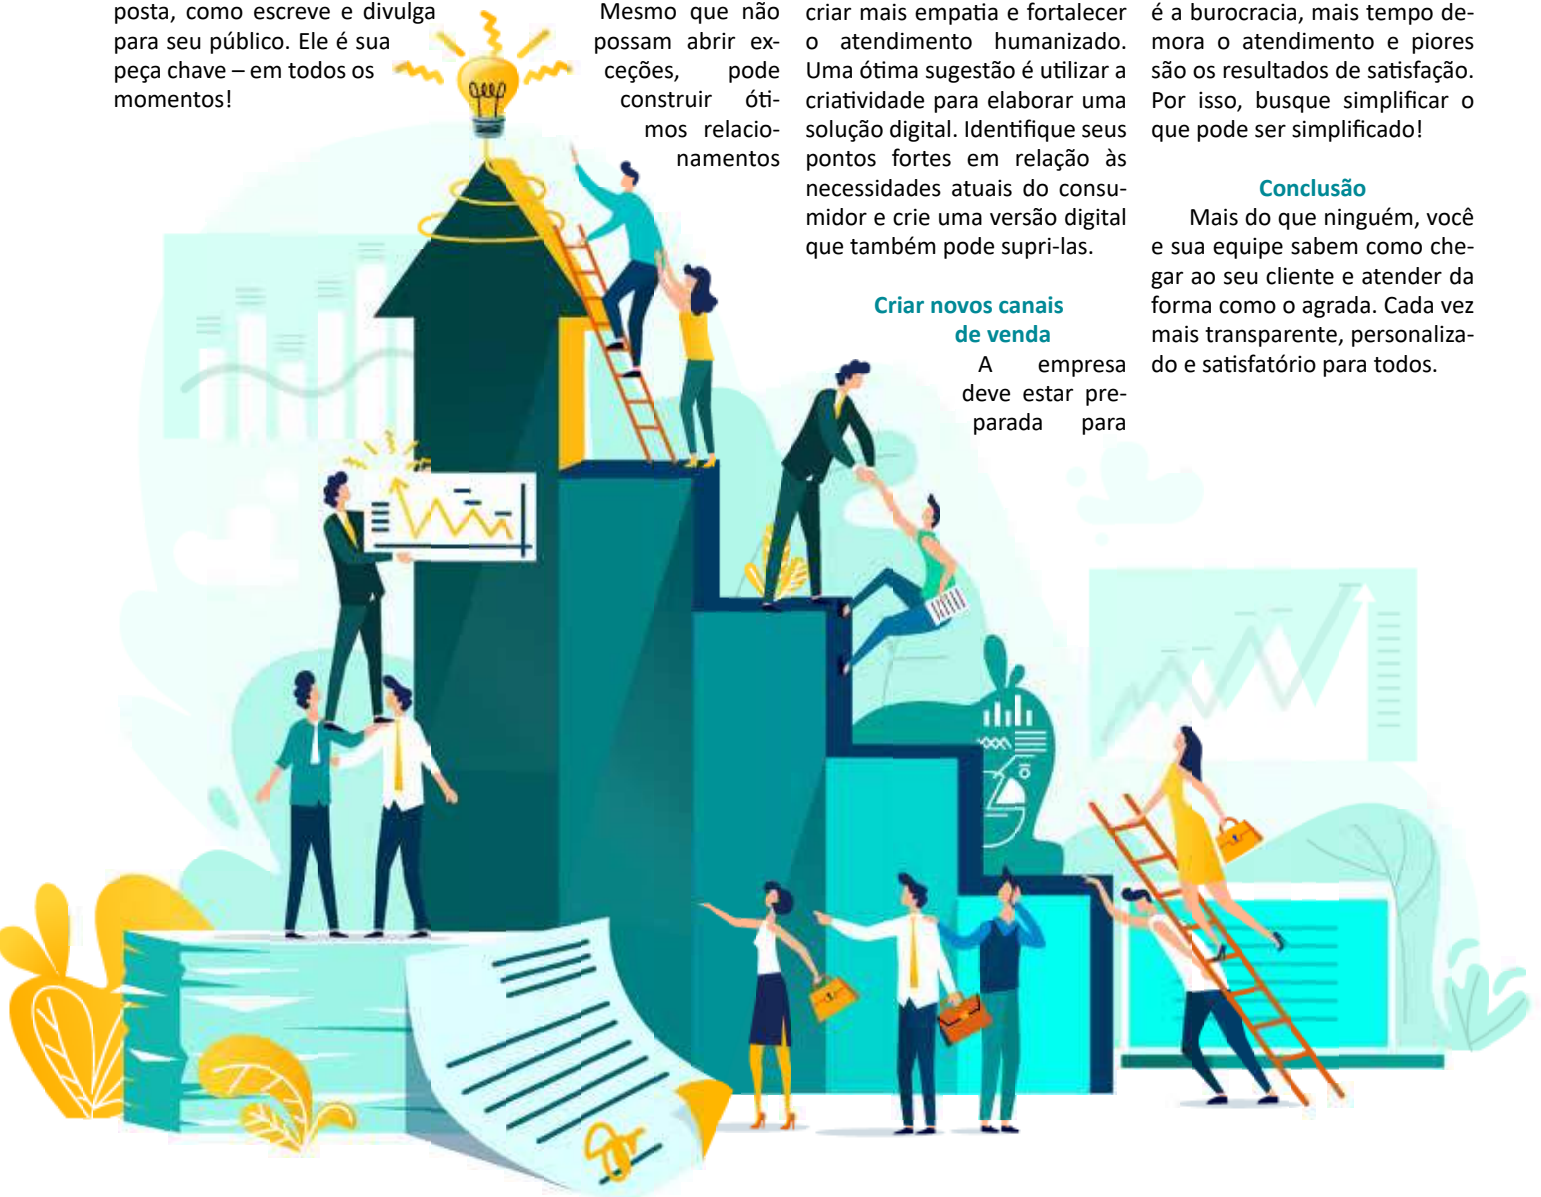 posta, como escreve e divulga
para seu público. Ele é sua
peça chave – em todos os
momentos!
Mesmo que não
possam abrir ex-
ceções, pode
construir óti-
mos relacio-
namentos
criar mais empatia e fortalecer
o atendimento humanizado.
Uma ótima sugestão é utilizar a
criatividade para elaborar uma
solução digital. Identifique seus
pontos fortes em relação às
necessidades atuais do consu-
midor e crie uma versão digital
que também pode supri-las.
Criar novos canais
de venda
A empresa
deve estar pre-
parada para
é a burocracia, mais tempo de-
mora o atendimento e piores
são os resultados de satisfação.
Por isso, busque simplificar o
que pode ser simplificado!
Conclusão
Mais do que ninguém, você
e sua equipe sabem como che-
gar ao seu cliente e atender da
forma como o agrada. Cada vez
mais transparente, personaliza-
do e satisfatório para todos.